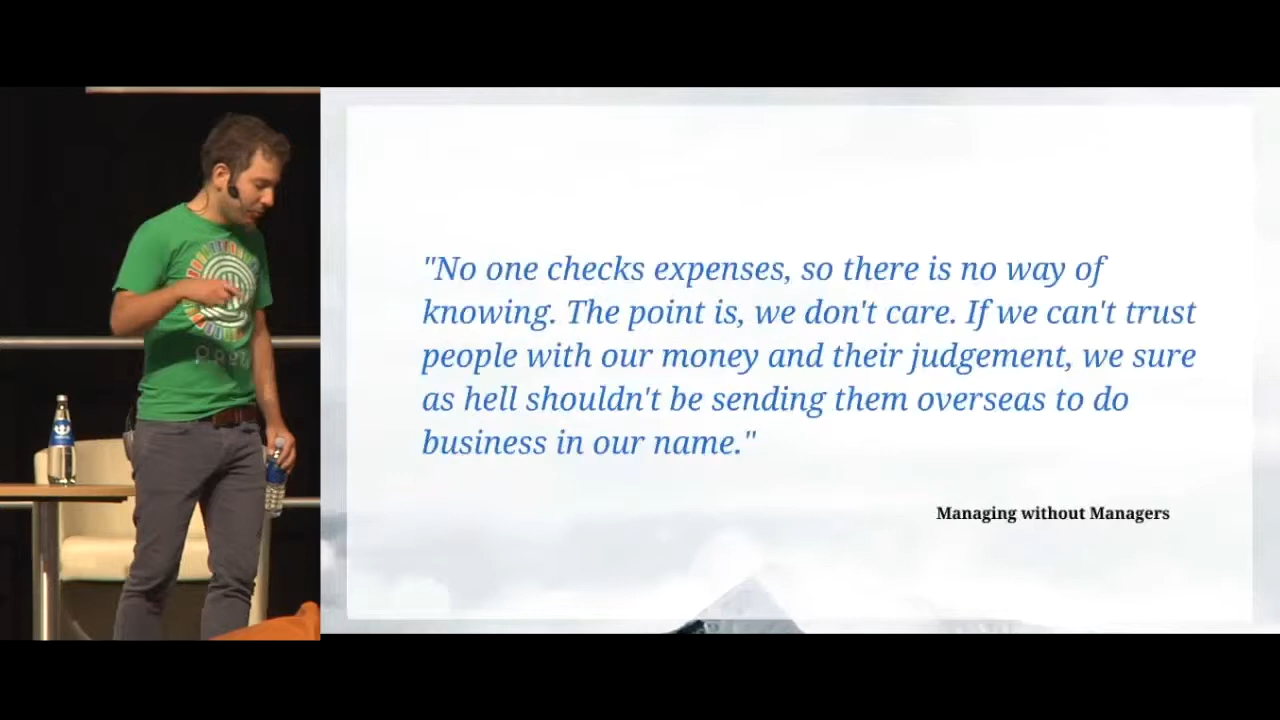 "No one checks expenses, so there is no way of
knowing. The point is, we don't care. If we can't trust
people with our money and their judgement, we sure
as hell shouldn't be sending them overseas to do
business in our name."
Managing without Managers